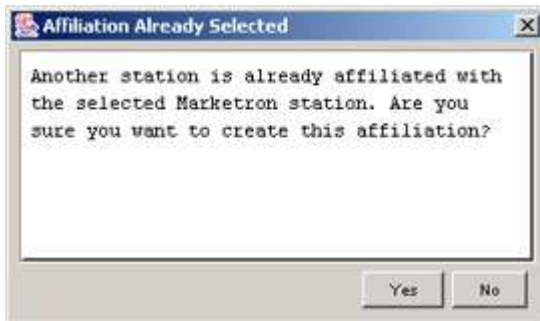 Affiliation Already Selected
Another station is already affiliated with
the selected Marketron station. Are you
sure you want to create this affiliation?
Yes No